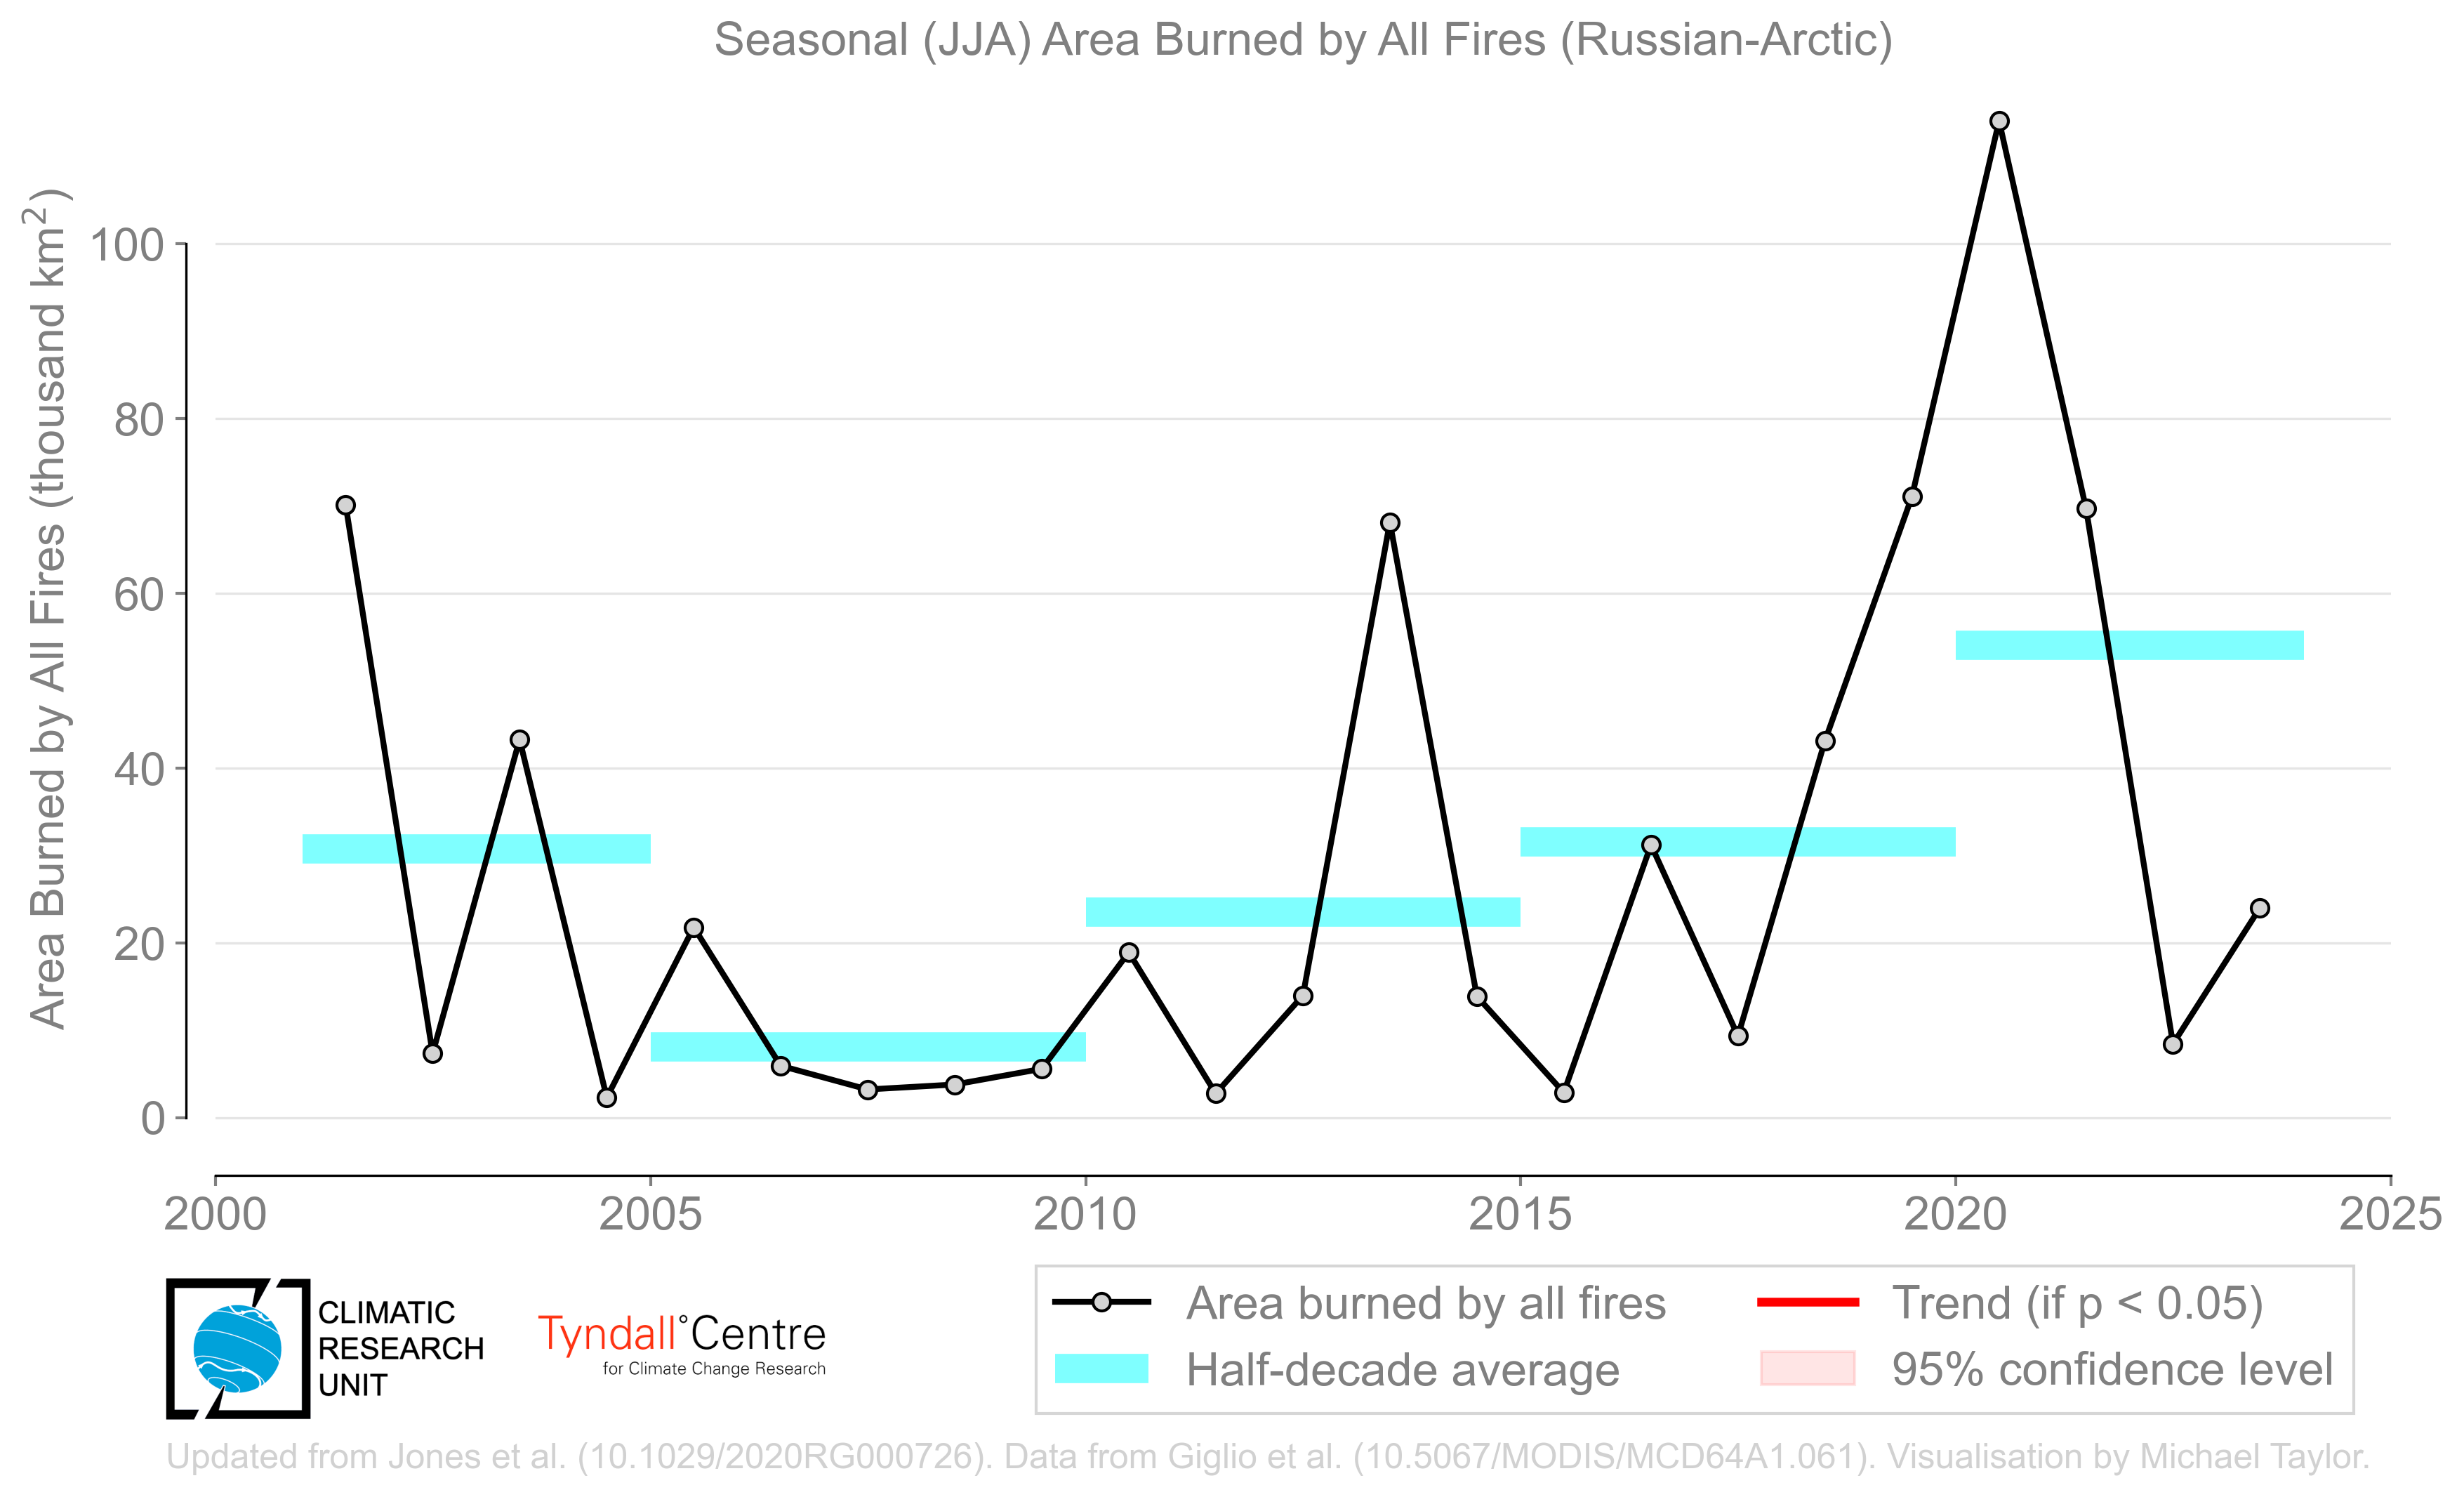 Seasonal (JJA) Area Burned by All Fires (Russian-Arctic)
Area Burned by All Fires (thousand km²)
100
80
60
40
20
0
2000
2005
2010
2015
2020
2025
CLIMATIC
RESEARCH
UNIT
Tyndall°Centre
for Climate Change Research
Area burned by all fires
Half-decade average
Trend (if p < 0.05)
95% confidence level
Updated from Jones et al. (10.1029/2020RG000726). Data from Giglio et al. (10.5067/MODIS/MCD64A1.061). Visualisation by Michael Taylor.